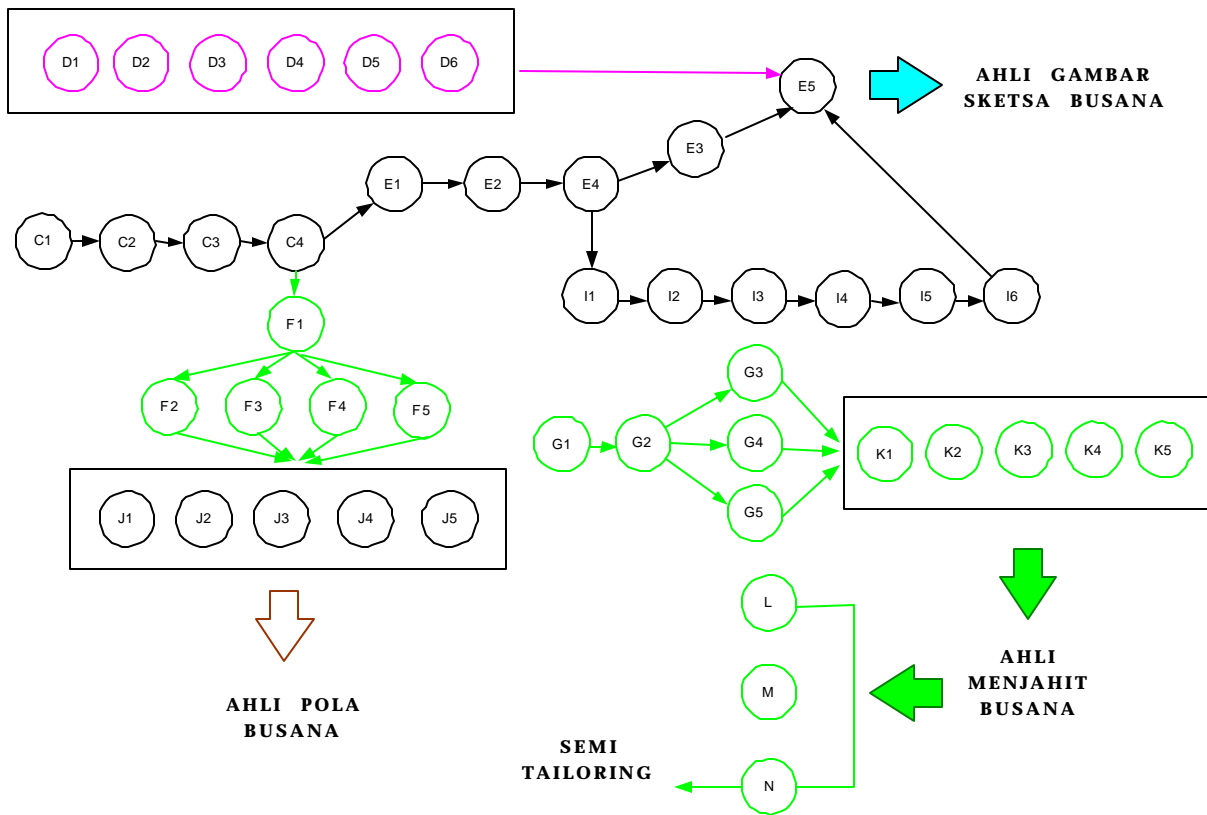 D1 D2 D3 D4 D5 D6
E5
AHLI GAMBAR
SKETSA BUSANA
E3
E1 E2 E4
C1 C2 C3 C4
I1 I2 I3 I4 I5 I6
F1
F2 F3 F4 F5
G3
G1 G2 G4
G5
K1 K2 K3 K4 K5
J1 J2 J3 J4 J5
L
M
N
AHLI
MENJAHIT
BUSANA
AHLI POLA
BUSANA
SEMI
TAILORING